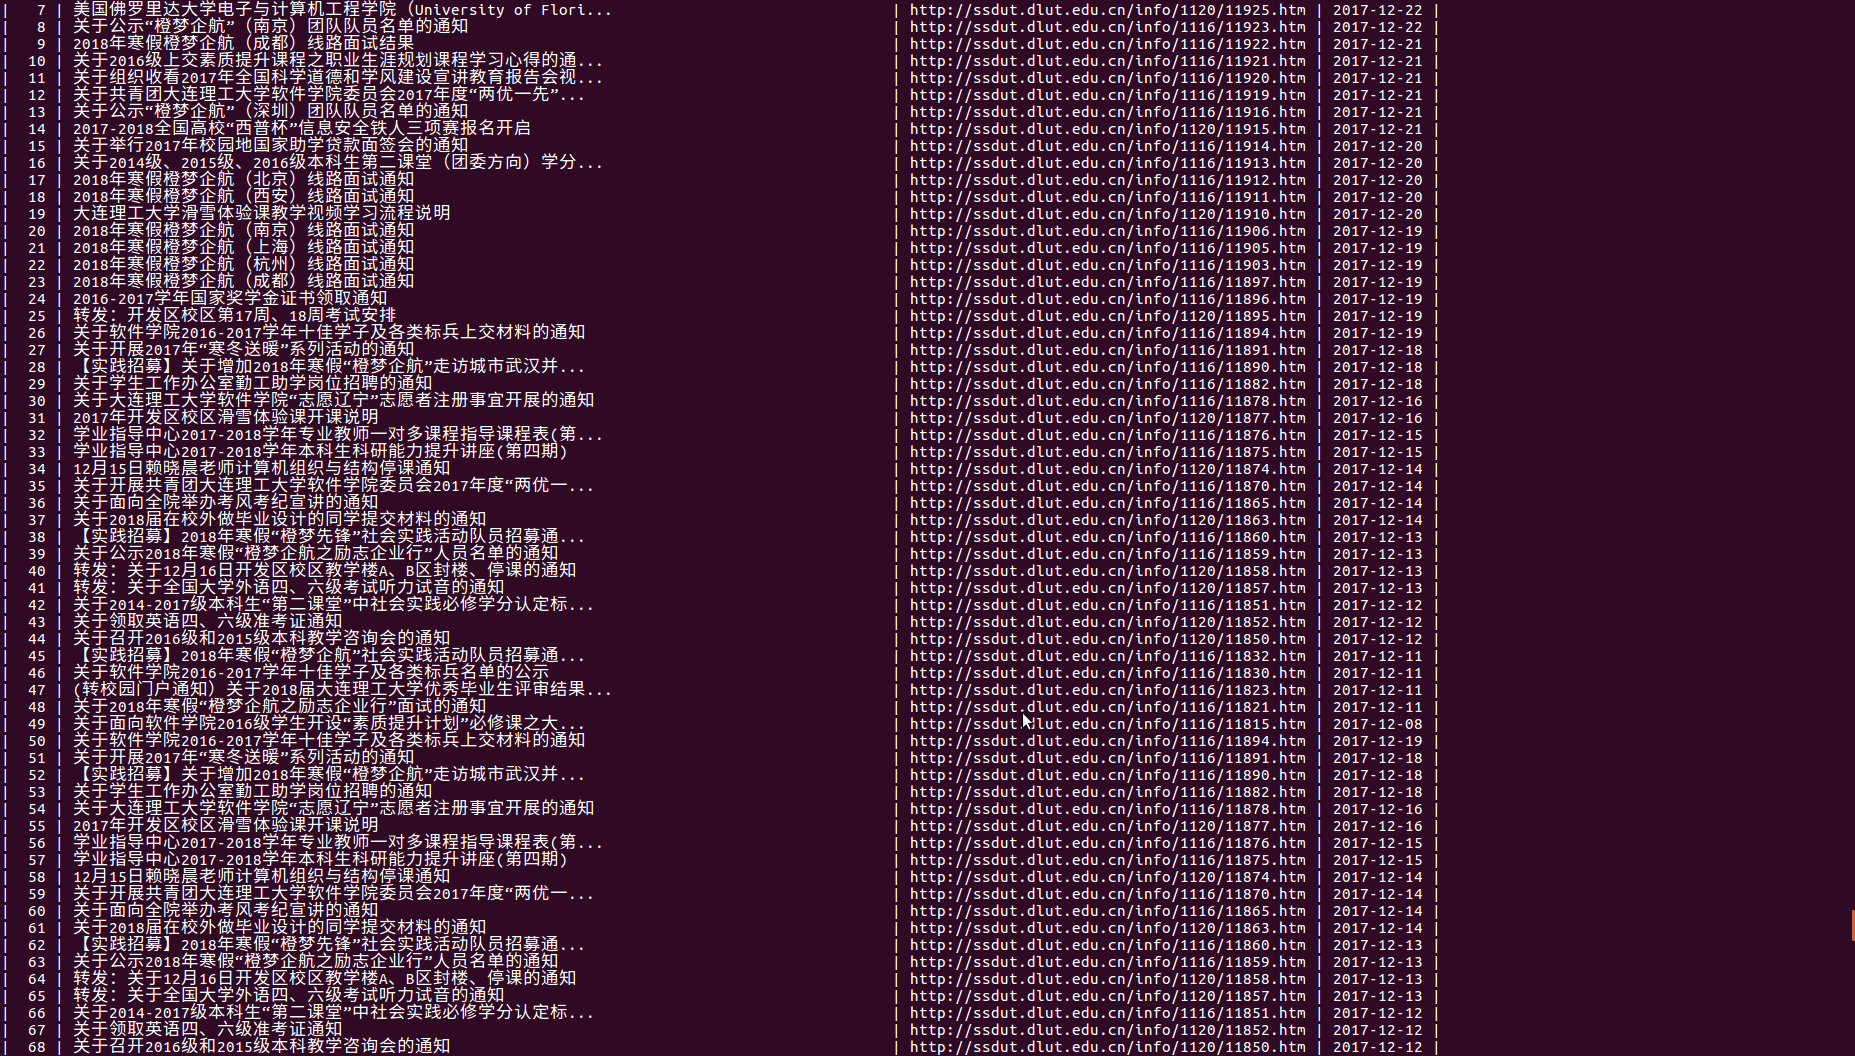 | 7 | 美国佛罗里达大学电子与计算机工程学院（University of Flori... | http://ssdut.dlut.edu.cn/info/1120/11925.htm | 2017-12-22 |
| 8 | 关于公示“橙梦企航”（南京）团队队员名单的通知 | http://ssdut.dlut.edu.cn/info/1116/11923.htm | 2017-12-22 |
| 9 | 2018年寒假橙梦企航（成都）线路面试结果 | http://ssdut.dlut.edu.cn/info/1116/11922.htm | 2017-12-21 |
| 10 | 关于2016级上交素质提升课程之职业生涯规划课程学习心得的通... | http://ssdut.dlut.edu.cn/info/1116/11921.htm | 2017-12-21 |
| 11 | 关于组织收看2017年全国科学道德和学风建设宣讲教育报告会视... | http://ssdut.dlut.edu.cn/info/1116/11920.htm | 2017-12-21 |
| 12 | 关于共青团大连理工大学软件学院委员会2017年度“两优一先”... | http://ssdut.dlut.edu.cn/info/1116/11919.htm | 2017-12-21 |
| 13 | 关于公示“橙梦企航”（深圳）团队队员名单的通知 | http://ssdut.dlut.edu.cn/info/1116/11916.htm | 2017-12-21 |
| 14 | 2017-2018全国高校“西普杯”信息安全铁人三项赛报名开启 | http://ssdut.dlut.edu.cn/info/1120/11915.htm | 2017-12-21 |
| 15 | 关于举行2017年校园地国家助学贷款面签会的通知 | http://ssdut.dlut.edu.cn/info/1116/11914.htm | 2017-12-20 |
| 16 | 关于2014级、2015级、2016级本科生第二课堂（团委方向）学分... | http://ssdut.dlut.edu.cn/info/1116/11913.htm | 2017-12-20 |
| 17 | 2018年寒假橙梦企航（北京）线路面试通知 | http://ssdut.dlut.edu.cn/info/1116/11912.htm | 2017-12-20 |
| 18 | 2018年寒假橙梦企航（西安）线路面试通知 | http://ssdut.dlut.edu.cn/info/1116/11911.htm | 2017-12-20 |
| 19 | 大连理工大学滑雪体验课教学视频学习流程说明 | http://ssdut.dlut.edu.cn/info/1120/11910.htm | 2017-12-20 |
| 20 | 2018年寒假橙梦企航（南京）线路面试通知 | http://ssdut.dlut.edu.cn/info/1116/11906.htm | 2017-12-19 |
| 21 | 2018年寒假橙梦企航（上海）线路面试通知 | http://ssdut.dlut.edu.cn/info/1116/11905.htm | 2017-12-19 |
| 22 | 2018年寒假橙梦企航（杭州）线路面试通知 | http://ssdut.dlut.edu.cn/info/1116/11903.htm | 2017-12-19 |
| 23 | 2018年寒假橙梦企航（成都）线路面试通知 | http://ssdut.dlut.edu.cn/info/1116/11897.htm | 2017-12-19 |
| 24 | 2016-2017学年国家奖学金证书领取通知 | http://ssdut.dlut.edu.cn/info/1116/11896.htm | 2017-12-19 |
| 25 | 转发：开发区校区第17周、18周考试安排 | http://ssdut.dlut.edu.cn/info/1120/11895.htm | 2017-12-19 |
| 26 | 关于软件学院2016-2017学年十佳学子及各类标兵上交材料的通知 | http://ssdut.dlut.edu.cn/info/1116/11894.htm | 2017-12-19 |
| 27 | 关于开展2017年“寒冬送暖”系列活动的通知 | http://ssdut.dlut.edu.cn/info/1116/11891.htm | 2017-12-18 |
| 28 | 【实践招募】关于增加2018年寒假“橙梦企航”走访城市武汉并... | http://ssdut.dlut.edu.cn/info/1116/11890.htm | 2017-12-18 |
| 29 | 关于学生工作办公室勤工助学岗位招聘的通知 | http://ssdut.dlut.edu.cn/info/1116/11882.htm | 2017-12-18 |
| 30 | 关于大连理工大学软件学院“志愿辽宁”志愿者注册事宜开展的通知 | http://ssdut.dlut.edu.cn/info/1116/11878.htm | 2017-12-16 |
| 31 | 2017年开发区校区滑雪体验课开课说明 | http://ssdut.dlut.edu.cn/info/1120/11877.htm | 2017-12-16 |
| 32 | 学业指导中心2017-2018学年专业教师一对多课程指导课程表(第... | http://ssdut.dlut.edu.cn/info/1116/11876.htm | 2017-12-15 |
| 33 | 学业指导中心2017-2018学年本科生科研能力提升讲座(第四期) | http://ssdut.dlut.edu.cn/info/1116/11875.htm | 2017-12-15 |
| 34 | 12月15日赖晓晨老师计算机组织与结构停课通知 | http://ssdut.dlut.edu.cn/info/1120/11874.htm | 2017-12-14 |
| 35 | 关于开展共青团大连理工大学软件学院委员会2017年度“两优一... | http://ssdut.dlut.edu.cn/info/1116/11870.htm | 2017-12-14 |
| 36 | 关于面向全院举办考风考纪宣讲的通知 | http://ssdut.dlut.edu.cn/info/1116/11865.htm | 2017-12-14 |
| 37 | 关于2018届在校外做毕业设计的同学提交材料的通知 | http://ssdut.dlut.edu.cn/info/1120/11863.htm | 2017-12-14 |
| 38 | 【实践招募】2018年寒假“橙梦先锋”社会实践活动队员招募通... | http://ssdut.dlut.edu.cn/info/1116/11860.htm | 2017-12-13 |
| 39 | 关于公示2018年寒假“橙梦企航之励志企业行”人员名单的通知 | http://ssdut.dlut.edu.cn/info/1116/11859.htm | 2017-12-13 |
| 40 | 转发：关于12月16日开发区校区教学楼A、B区封楼、停课的通知 | http://ssdut.dlut.edu.cn/info/1120/11858.htm | 2017-12-13 |
| 41 | 转发：关于全国大学外语四、六级考试听力试音的通知 | http://ssdut.dlut.edu.cn/info/1120/11857.htm | 2017-12-13 |
| 42 | 关于2014-2017级本科生“第二课堂”中社会实践必修学分认定标... | http://ssdut.dlut.edu.cn/info/1116/11851.htm | 2017-12-12 |
| 43 | 关于领取英语四、六级准考证通知 | http://ssdut.dlut.edu.cn/info/1120/11852.htm | 2017-12-12 |
| 44 | 关于召开2016级和2015级本科教学咨询会的通知 | http://ssdut.dlut.edu.cn/info/1120/11850.htm | 2017-12-12 |
| 45 | 【实践招募】2018年寒假“橙梦企航”社会实践活动队员招募通... | http://ssdut.dlut.edu.cn/info/1116/11832.htm | 2017-12-11 |
| 46 | 关于软件学院2016-2017学年十佳学子及各类标兵名单的公示 | http://ssdut.dlut.edu.cn/info/1116/11830.htm | 2017-12-11 |
| 47 | (转校园门户通知）关于2018届大连理工大学优秀毕业生评审结果... | http://ssdut.dlut.edu.cn/info/1116/11823.htm | 2017-12-11 |
| 48 | 关于2018年寒假“橙梦企航之励志企业行”面试的通知 | http://ssdut.dlut.edu.cn/info/1116/11821.htm | 2017-12-11 |
| 49 | 关于面向软件学院2016级学生开设“素质提升计划”必修课之大... | http://ssdut.dlut.edu.cn/info/1116/11815.htm | 2017-12-08 |
| 50 | 关于软件学院2016-2017学年十佳学子及各类标兵上交材料的通知 | http://ssdut.dlut.edu.cn/info/1116/11894.htm | 2017-12-19 |
| 51 | 关于开展2017年“寒冬送暖”系列活动的通知 | http://ssdut.dlut.edu.cn/info/1116/11891.htm | 2017-12-18 |
| 52 | 【实践招募】关于增加2018年寒假“橙梦企航”走访城市武汉并... | http://ssdut.dlut.edu.cn/info/1116/11890.htm | 2017-12-18 |
| 53 | 关于学生工作办公室勤工助学岗位招聘的通知 | http://ssdut.dlut.edu.cn/info/1116/11882.htm | 2017-12-18 |
| 54 | 关于大连理工大学软件学院“志愿辽宁”志愿者注册事宜开展的通知 | http://ssdut.dlut.edu.cn/info/1116/11878.htm | 2017-12-16 |
| 55 | 2017年开发区校区滑雪体验课开课说明 | http://ssdut.dlut.edu.cn/info/1120/11877.htm | 2017-12-16 |
| 56 | 学业指导中心2017-2018学年专业教师一对多课程指导课程表(第... | http://ssdut.dlut.edu.cn/info/1116/11876.htm | 2017-12-15 |
| 57 | 学业指导中心2017-2018学年本科生科研能力提升讲座(第四期) | http://ssdut.dlut.edu.cn/info/1116/11875.htm | 2017-12-15 |
| 58 | 12月15日赖晓晨老师计算机组织与结构停课通知 | http://ssdut.dlut.edu.cn/info/1120/11874.htm | 2017-12-14 |
| 59 | 关于开展共青团大连理工大学软件学院委员会2017年度“两优一... | http://ssdut.dlut.edu.cn/info/1116/11870.htm | 2017-12-14 |
| 60 | 关于面向全院举办考风考纪宣讲的通知 | http://ssdut.dlut.edu.cn/info/1116/11865.htm | 2017-12-14 |
| 61 | 关于2018届在校外做毕业设计的同学提交材料的通知 | http://ssdut.dlut.edu.cn/info/1120/11863.htm | 2017-12-14 |
| 62 | 【实践招募】2018年寒假“橙梦先锋”社会实践活动队员招募通... | http://ssdut.dlut.edu.cn/info/1116/11860.htm | 2017-12-13 |
| 63 | 关于公示2018年寒假“橙梦企航之励志企业行”人员名单的通知 | http://ssdut.dlut.edu.cn/info/1116/11859.htm | 2017-12-13 |
| 64 | 转发：关于12月16日开发区校区教学楼A、B区封楼、停课的通知 | http://ssdut.dlut.edu.cn/info/1120/11858.htm | 2017-12-13 |
| 65 | 转发：关于全国大学外语四、六级考试听力试音的通知 | http://ssdut.dlut.edu.cn/info/1120/11857.htm | 2017-12-13 |
| 66 | 关于2014-2017级本科生“第二课堂”中社会实践必修学分认定标... | http://ssdut.dlut.edu.cn/info/1116/11851.htm | 2017-12-12 |
| 67 | 关于领取英语四、六级准考证通知 | http://ssdut.dlut.edu.cn/info/1120/11852.htm | 2017-12-12 |
| 68 | 关于召开2016级和2015级本科教学咨询会的通知 | http://ssdut.dlut.edu.cn/info/1120/11850.htm | 2017-12-12 |